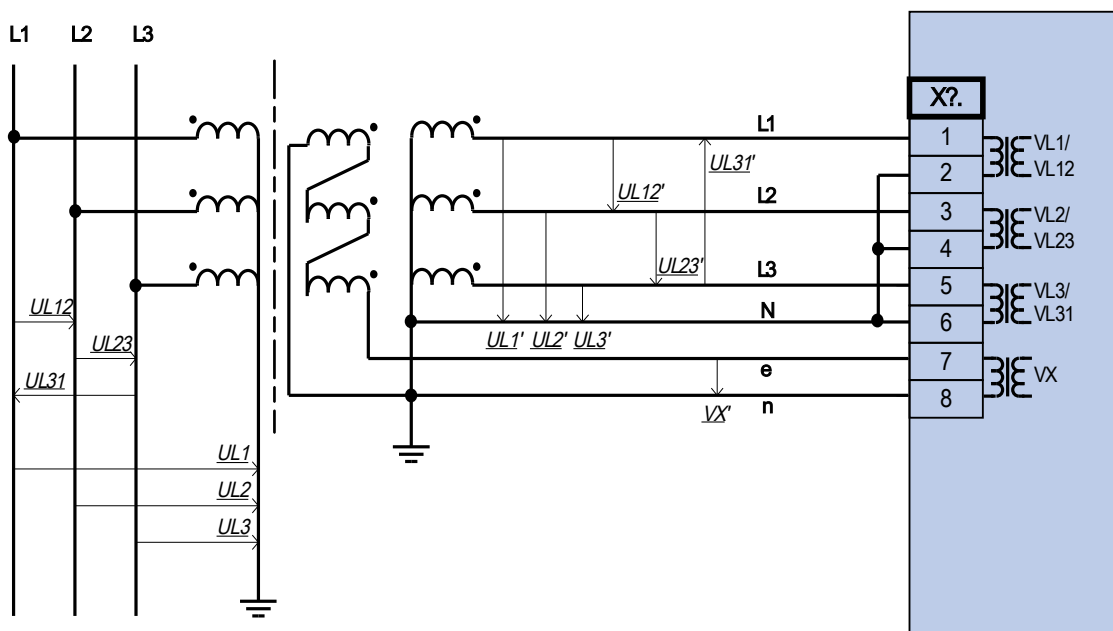 L1 L2 L3
X?.
L1
1
VL1/
UL31'
2
VL12
UL12'
L2
3
VL2/
4
VL23
UL23'
L3
5
VL3/
UL12
N
6
VL31
UL1' UL2' UL3'
UL23
7
e
VX
UL31
8
n
VX'
UL1
UL2
UL3